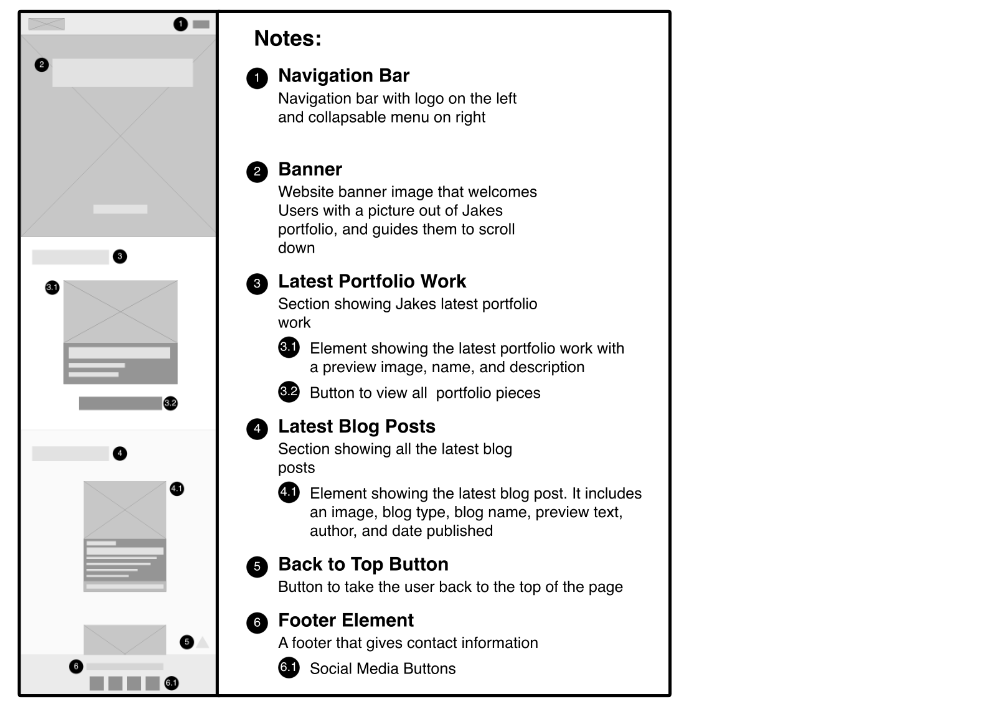 1
2
3
3.1
3.2
4
4.1
5
6
6.1
Notes:
1 Navigation Bar
Navigation bar with logo on the left
and collapsable menu on right
2 Banner
Website banner image that welcomes
Users with a picture out of Jakes
portfolio, and guides them to scroll
down
3 Latest Portfolio Work
Section showing Jakes latest portfolio
work
3.1 Element showing the latest portfolio work with
a preview image, name, and description
3.2 Button to view all  portfolio pieces
4 Latest Blog Posts
Section showing all the latest blog
posts
4.1 Element showing the latest blog post. It includes
an image, blog type, blog name, preview text,
author, and date published
5 Back to Top Button
Button to take the user back to the top of the page
6 Footer Element
A footer that gives contact information
6.1 Social Media Buttons